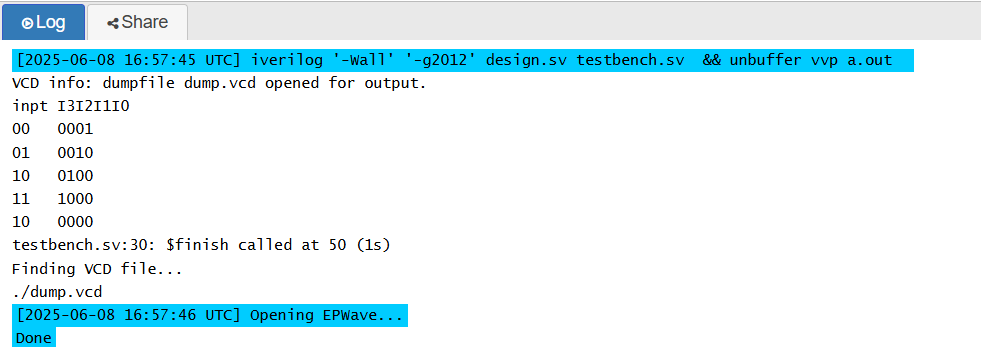 Log Share
[2025-06-08 16:57:45 UTC] iverilog '-Wall' '-g2012' design.sv testbench.sv  && unbuffer vvp a.out
VCD info: dumpfile dump.vcd opened for output.
inpt I3I2I1I0
00   0001
01   0010
10   0100
11   1000
10   0000
testbench.sv:30: $finish called at 50 (1s)
Finding VCD file...
./dump.vcd
[2025-06-08 16:57:46 UTC] Opening EPWave...
Done